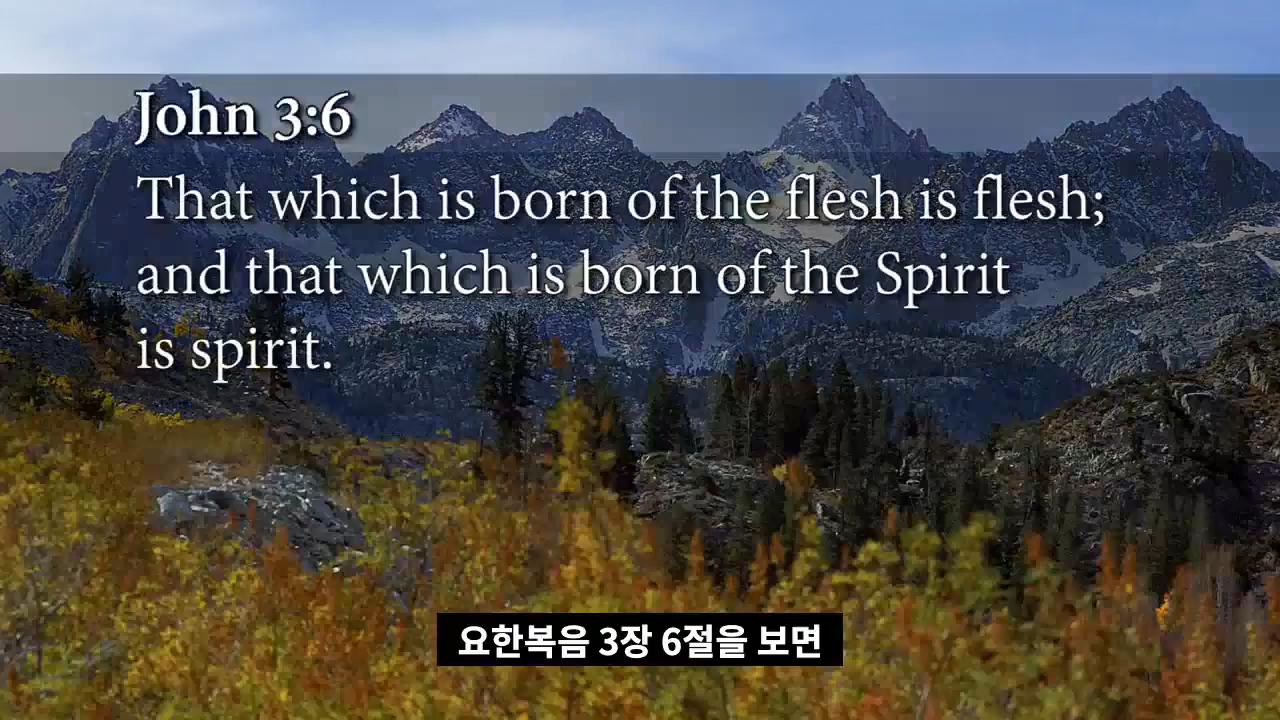 John 3:6
That which is born of the flesh is flesh;
and that which is born of the Spirit
is spirit.
요한복음 3장 6절을 보면